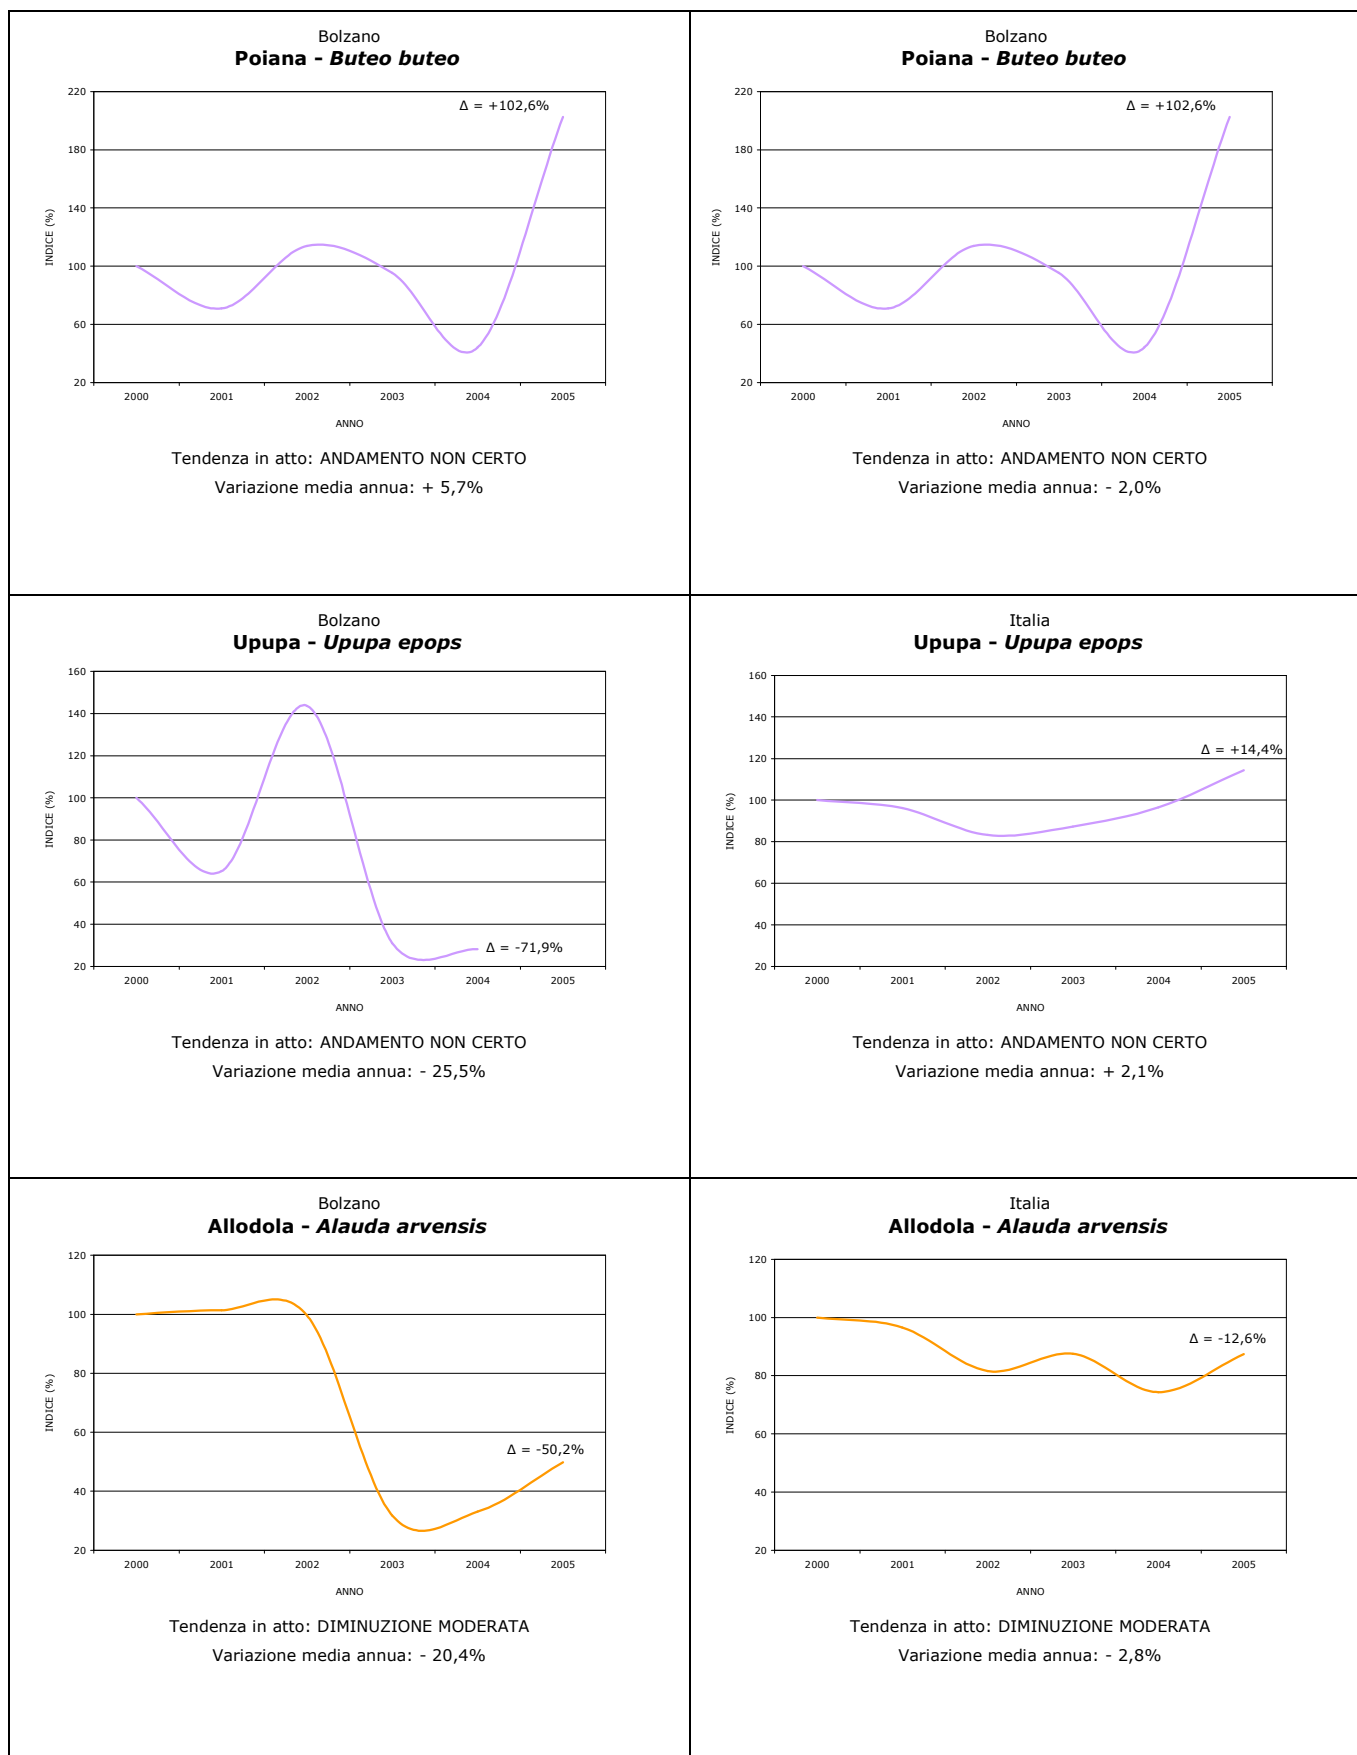 Bolzano
Poiana - Buteo buteo
Δ = +102,6%
220
180
140
100
60
20
INDICE (%)
2000 2001 2002 2003 2004 2005
ANNO
Tendenza in atto: ANDAMENTO NON CERTO
Variazione media annua: + 5,7%
Bolzano
Poiana - Buteo buteo
Δ = +102,6%
220
180
140
100
60
20
INDICE (%)
2000 2001 2002 2003 2004 2005
ANNO
Tendenza in atto: ANDAMENTO NON CERTO
Variazione media annua: - 2,0%
Bolzano
Upupa - Upupa epops
160
140
120
100
80
60
40
20
INDICE (%)
Δ = -71,9%
2000 2001 2002 2003 2004 2005
ANNO
Tendenza in atto: ANDAMENTO NON CERTO
Variazione media annua: - 25,5%
Italia
Upupa - Upupa epops
160
140
120
100
80
60
40
20
INDICE (%)
Δ = +14,4%
2000 2001 2002 2003 2004 2005
ANNO
Tendenza in atto: ANDAMENTO NON CERTO
Variazione media annua: + 2,1%
Bolzano
Allodola - Alauda arvensis
120
100
80
60
40
20
INDICE (%)
Δ = -50,2%
2000 2001 2002 2003 2004 2005
ANNO
Tendenza in atto: DIMINUZIONE MODERATA
Variazione media annua: - 20,4%
Italia
Allodola - Alauda arvensis
120
100
80
60
40
20
INDICE (%)
Δ = -12,6%
2000 2001 2002 2003 2004 2005
ANNO
Tendenza in atto: DIMINUZIONE MODERATA
Variazione media annua: - 2,8%